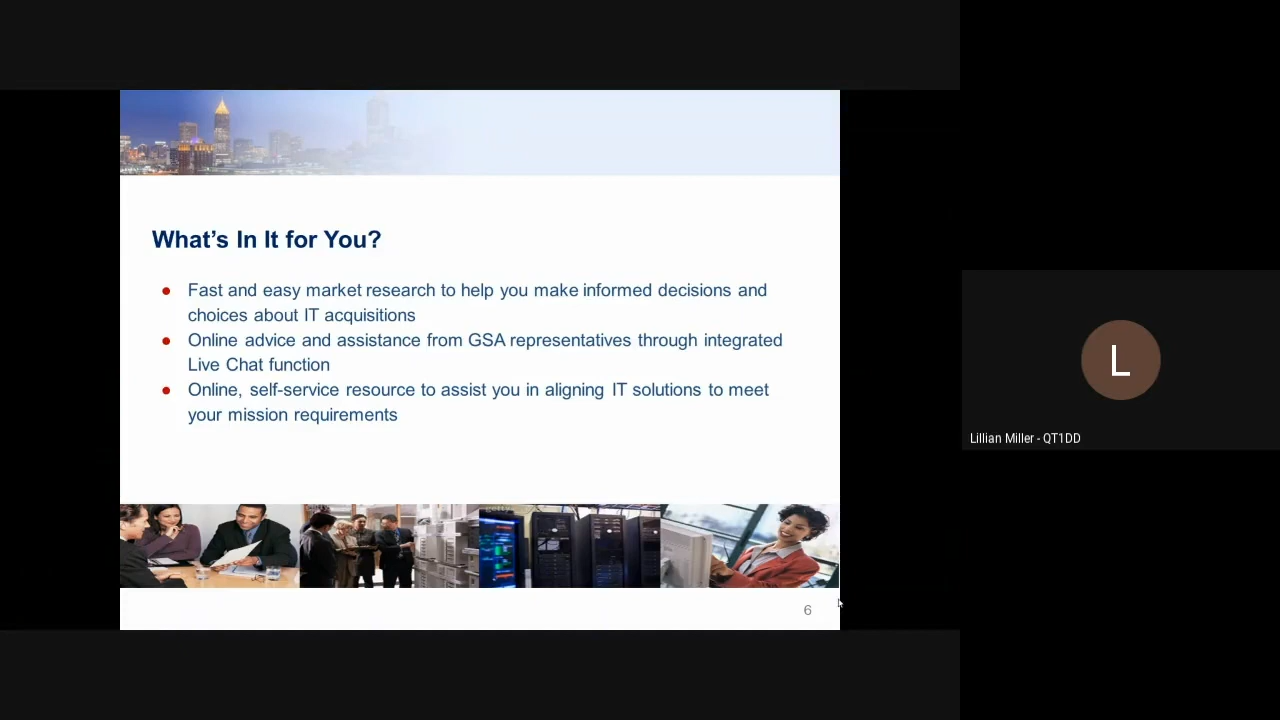 What's In It for You?
Fast and easy market research to help you make informed decisions and
choices about IT acquisitions
Online advice and assistance from GSA representatives through integrated
Live Chat function
Online, self-service resource to assist you in aligning IT solutions to meet
your mission requirements
6
L
Lillian Miller - QT1DD